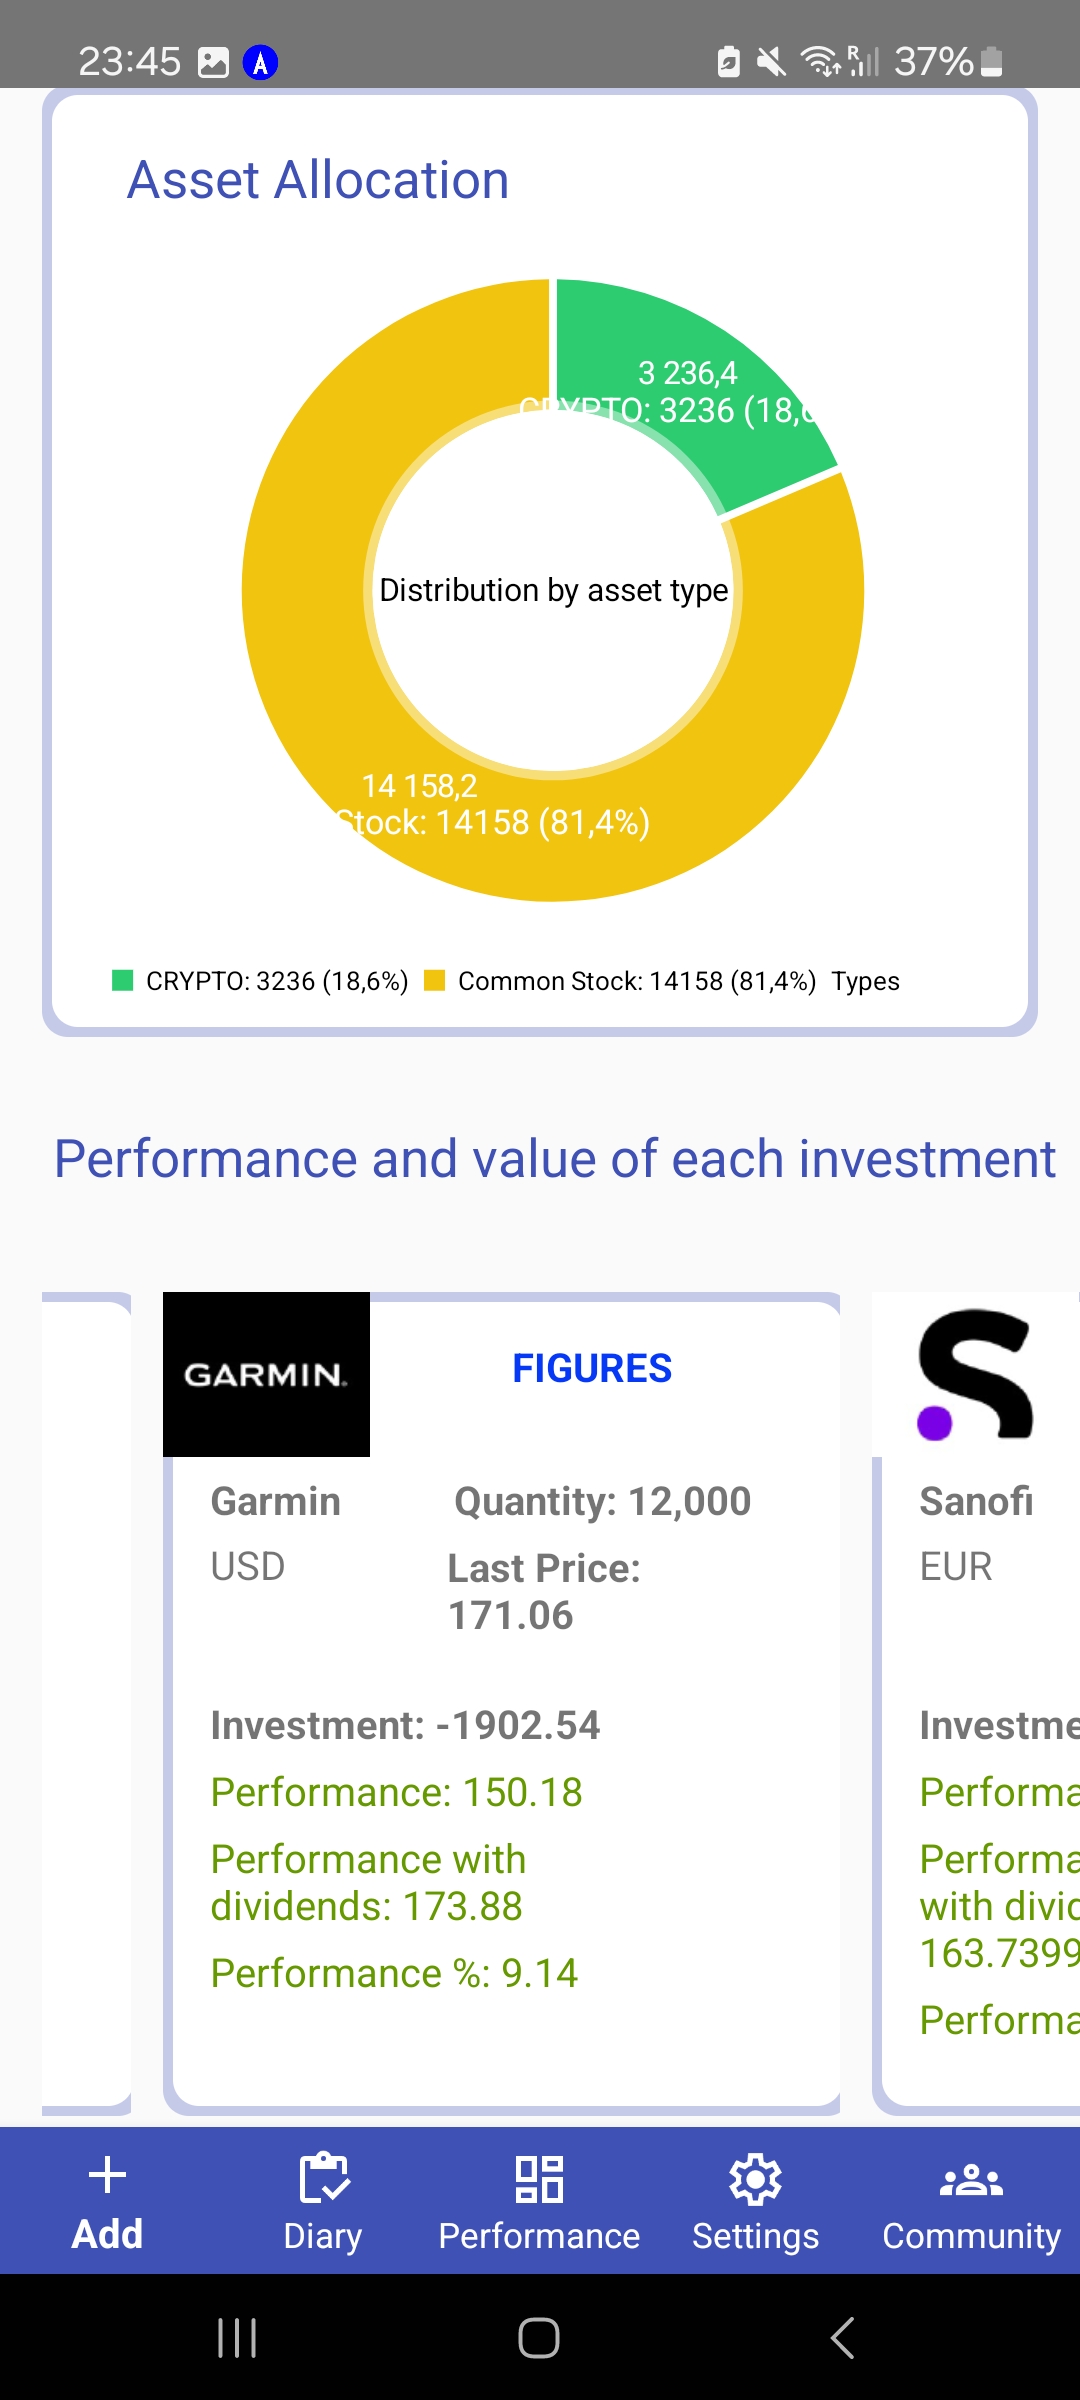 23:45
R
37%
Asset Allocation
3 236,4
CRYPTO: 3236 (18,6
Distribution by asset type
14 158,2
Stock: 14158 (81,4%)
CRYPTO: 3236 (18,6%) Common Stock: 14158 (81,4%) Types
Performance and value of each investment
GARMIN.
FIGURES
Garmin
Quantity: 12,000
USD
Last Price:
171.06
Investment: -1902.54
Performance: 150.18
Performance with
dividends: 173.88
Performance %: 9.14
Sanofi
EUR
Investme
Performa
Performa
with divid
163.7399
Performa
Add
Diary
Performance
Settings
Community